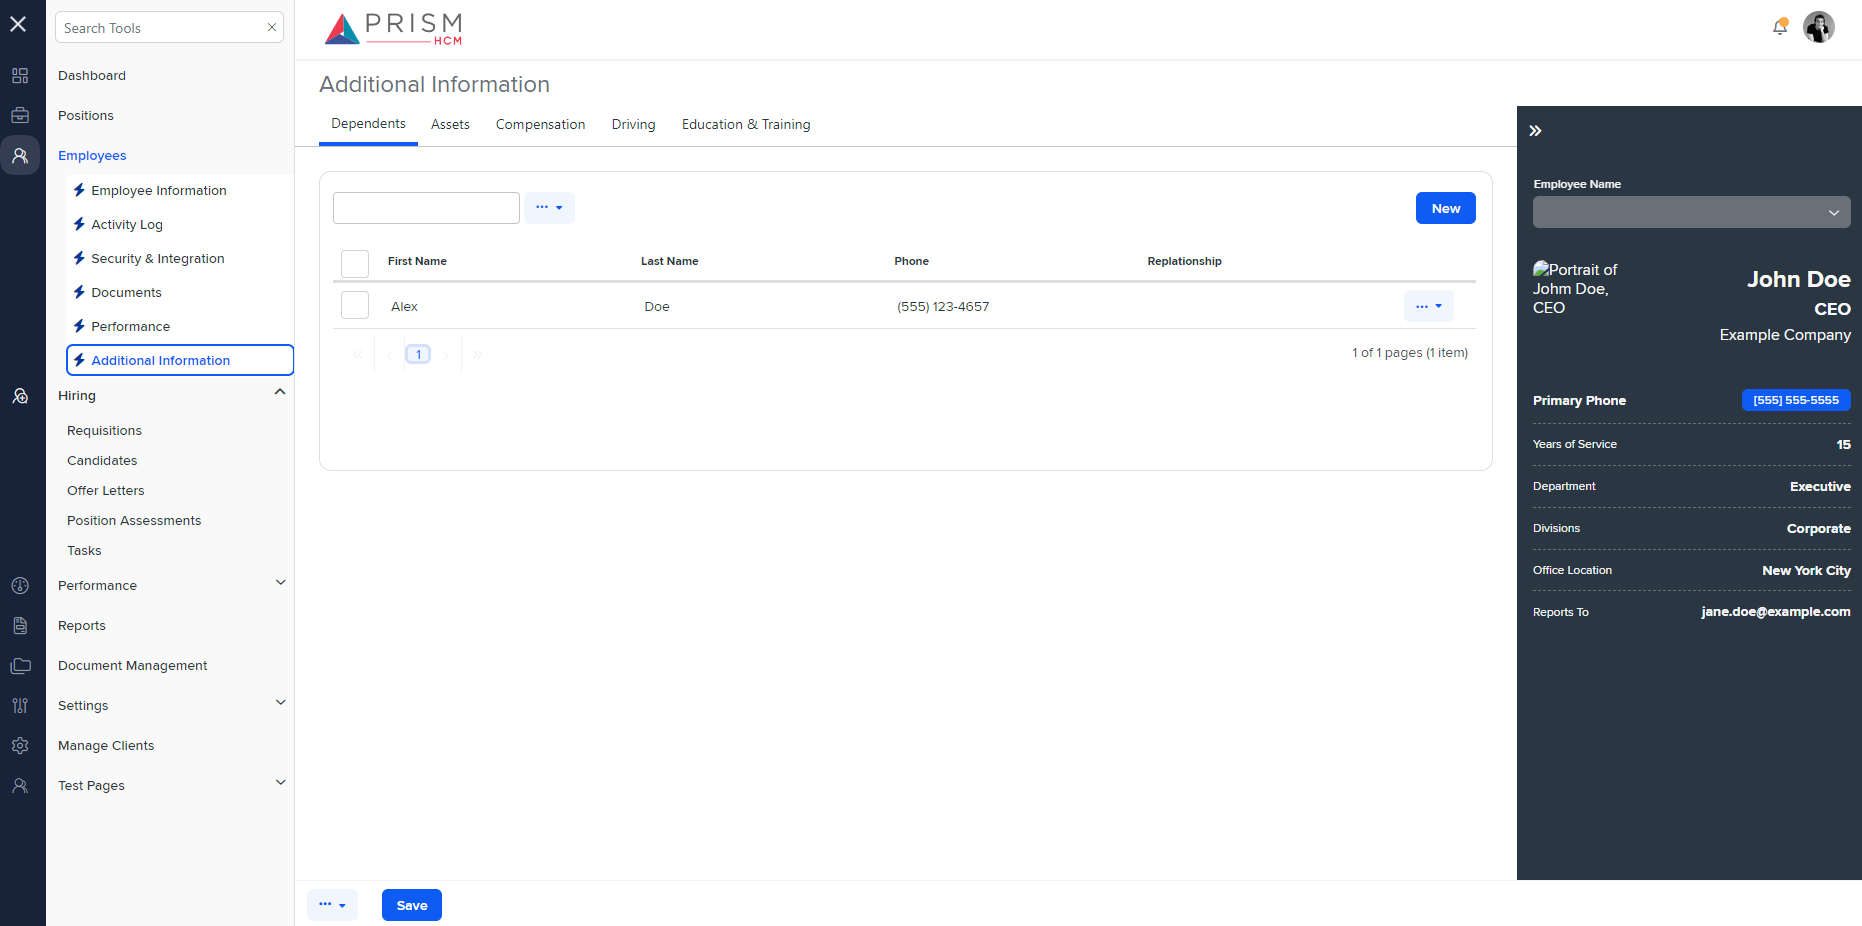 Search Tools
Dashboard
Positions
Employees
Employee Information
Activity Log
Security & Integration
Documents
Performance
Additional Information
Hiring
Requisitions
Candidates
Offer Letters
Position Assessments
Tasks
Performance
Reports
Document Management
Settings
Manage Clients
Test Pages
PRISM
HCM
Additional Information
Dependents
Assets
Compensation
Driving
Education & Training
New
First Name
Last Name
Phone
Replationship
Alex
Doe
(555) 123-4657
1
1 of 1 pages (1 item)
Save
Employee Name
Portrait of
Johm Doe,
CEO
John Doe
CEO
Example Company
Primary Phone
[555] 555-5555
Years of Service
15
Department
Executive
Divisions
Corporate
Office Location
New York City
Reports To
jane.doe@example.com